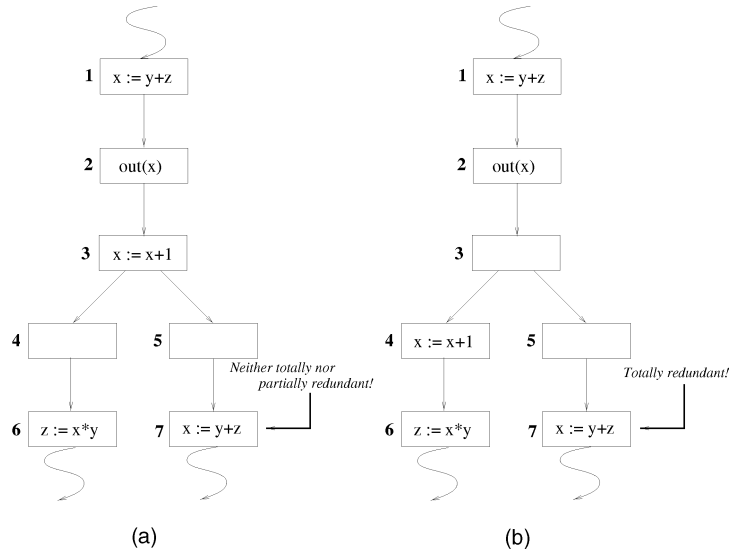 1 x := y+z
2 out(x)
3 x := x+1
4
5
Neither totally nor
partially redundant!
6 z := x*y
7 x := y+z
(a)
1 x := y+z
2 out(x)
3
4 x := x+1
5
Totally redundant!
6 z := x*y
7 x := y+z
(b)